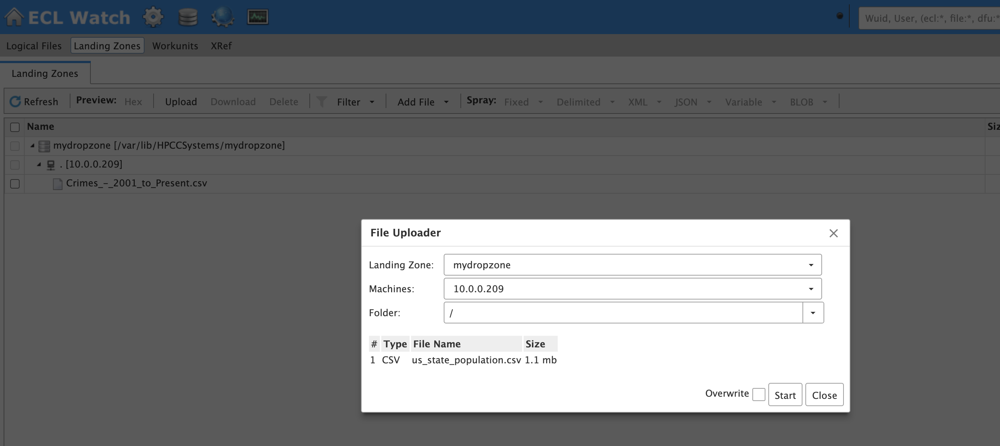 ECL Watch
Wuid, User, (ecl:*, file:*, dfu:*
Logical Files Landing Zones Workunits XRef
Landing Zones
Refresh Preview: Hex Upload Download Delete Filter Add File Spray: Fixed Delimited XML JSON Variable BLOB
Name Siz
mydropzone [/var/lib/HPCCSystems/mydropzone]
. [10.0.0.209]
Crimes_-_2001_to_Present.csv
File Uploader
Landing Zone: mydropzone
Machines: 10.0.0.209
Folder: /
# Type File Name Size
1 CSV us_state_population.csv 1.1 mb
Overwrite Start Close